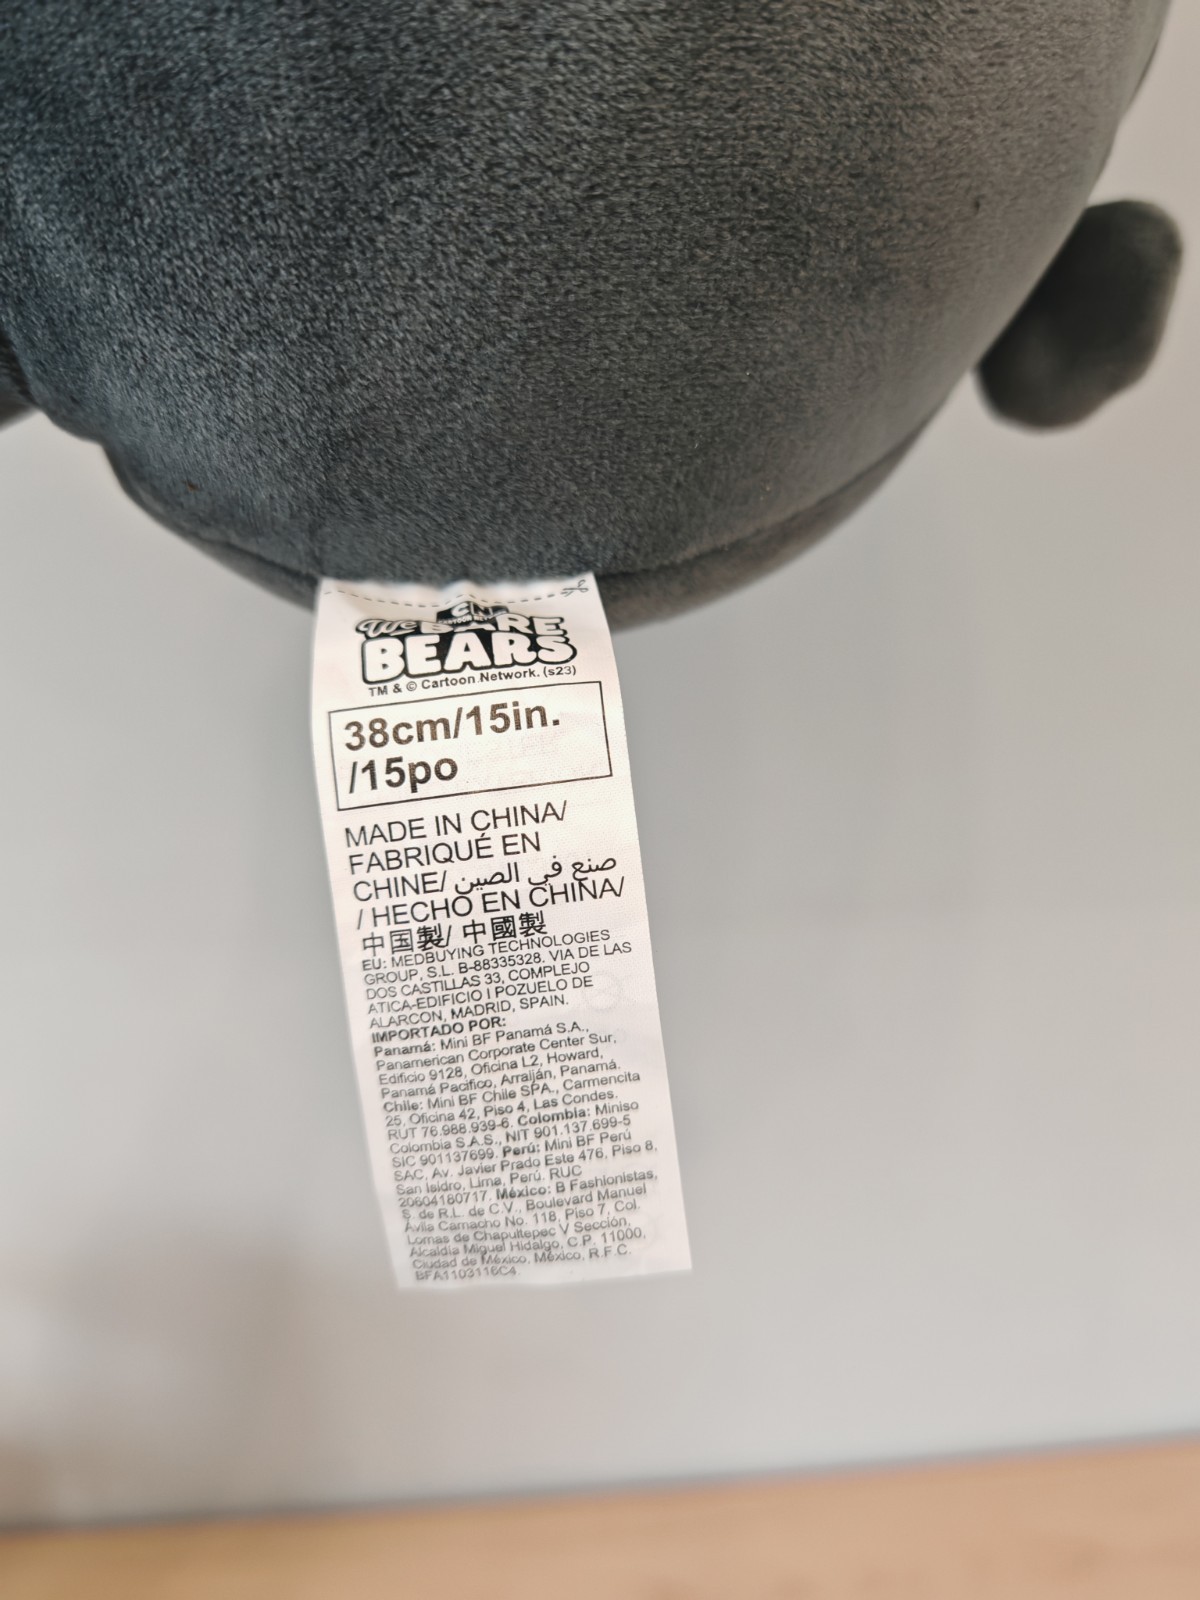 CN
CARTOON NETWORK
We BARE
BEARS
TM & © Cartoon Network. (s23)
38cm/15in.
/15po
MADE IN CHINA/
FABRIQUÉ EN
CHINE/ صنع في الصين
/ HECHO EN CHINA/
中国製/ 中國製
EU: MEDBUYING TECHNOLOGIES
GROUP, S.L. B-88335328. VIA DE LAS
DOS CASTILLAS 33, COMPLEJO
ATICA-EDIFICIO I POZUELO DE
ALARCON, MADRID, SPAIN.
IMPORTADO POR:
Panamá: Mini BF Panamá S.A.,
Panamerican Corporate Center Sur,
Edificio 9128, Oficina L2, Howard,
Panamá Pacifico, Arraiján, Panamá.
Chile: Mini BF Chile SPA., Carmencita
25, Oficina 42, Piso 4, Las Condes.
RUT 76.988.939-6. Colombia: Miniso
Colombia S.A.S., NIT 901.137.699-5
SIC 901137699. Perú: Mini BF Perú
SAC, Av. Javier Prado Este 476, Piso 8,
San Isidro, Lima, Perú. RUC
20604180717. México: B Fashionistas,
S. de R.L. de C.V., Boulevard Manuel
Ávila Camacho No. 118, Piso 7, Col.
Lomas de Chapultepec V Sección,
Alcaldía Miguel Hidalgo, C.P. 11000,
Ciudad de México, México, R.F.C.
BFA1103116C4.